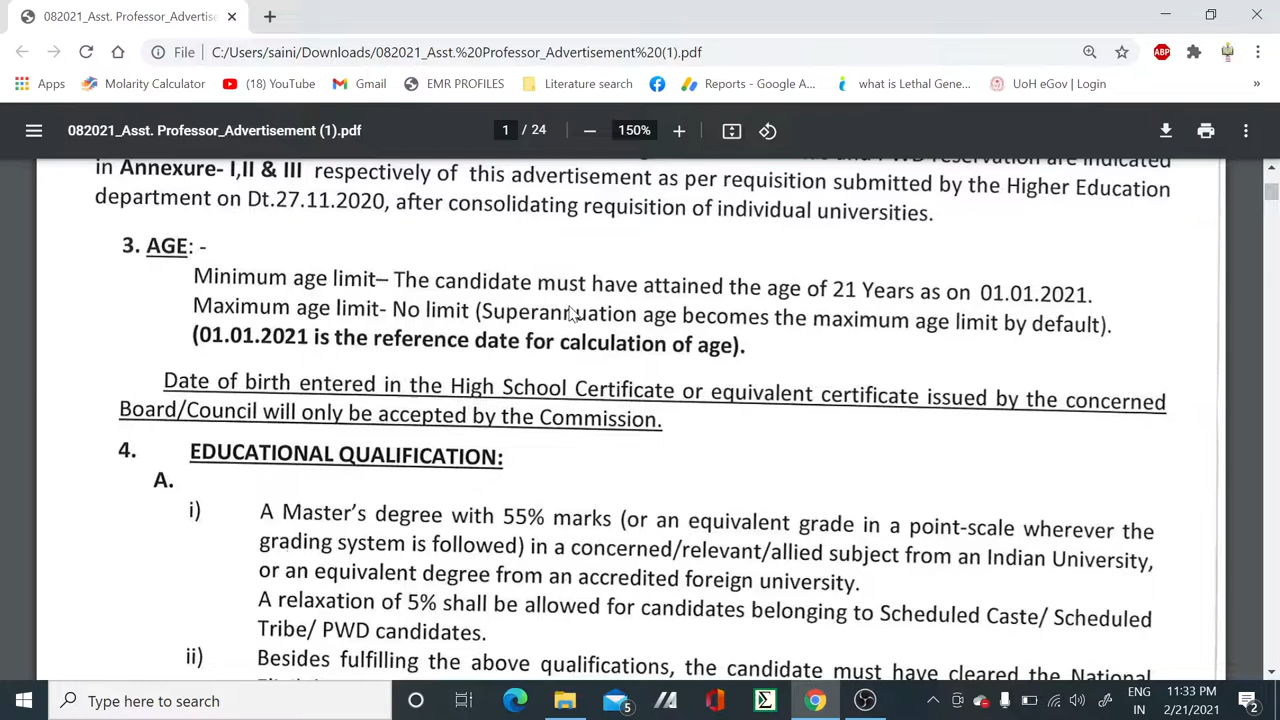 082021_Asst. Professor_Advertise
File C:/Users/saini/Downloads/082021_Asst.%20Professor_Advertisement%20(1).pdf
ABP
Apps Morality Calculator (18) YouTube Gmail EMR PROFILES Literature search Reports - Google A... what is Lethal Gene... UoH eGov | Login »
082021_Asst. Professor_Advertisement (1).pdf 1 / 24 150%
and PWD reservation are indicated
in Annexure- I,II & III respectively of this advertisement as per requisition submitted by the Higher Education
department on Dt.27.11.2020, after consolidating requisition of individual universities.
3. AGE: -
Minimum age limit– The candidate must have attained the age of 21 Years as on 01.01.2021.
Maximum age limit- No limit (Superannuation age becomes the maximum age limit by default).
(01.01.2021 is the reference date for calculation of age).
Date of birth entered in the High School Certificate or equivalent certificate issued by the concerned
Board/Council will only be accepted by the Commission.
4. EDUCATIONAL QUALIFICATION:
A.
i) A Master's degree with 55% marks (or an equivalent grade in a point-scale wherever the
grading system is followed) in a concerned/relevant/allied subject from an Indian University,
or an equivalent degree from an accredited foreign university.
A relaxation of 5% shall be allowed for candidates belonging to Scheduled Caste/ Scheduled
Tribe/ PWD candidates.
ii) Besides fulfilling the above qualifications, the candidate must have cleared the National
Type here to search
5
ENG
IN
11:33 PM
2/21/2021
2